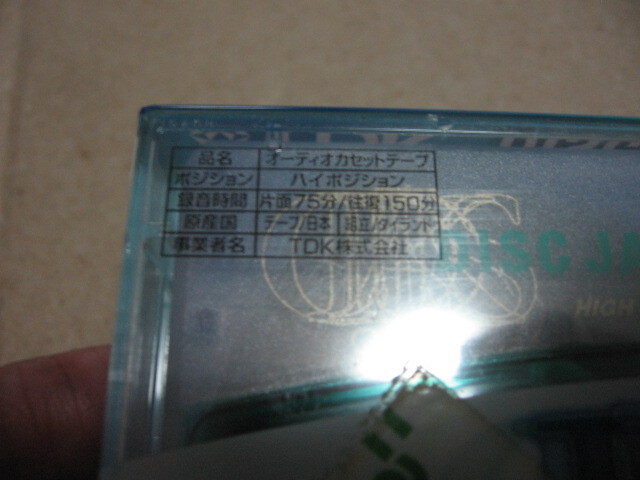 品名 オーディオカセットテープ
ポジション ハイポジション
録音時間 片面75分/往復150分
原産国 テープ/日本 組立/タイランド
事業者名 TDK株式会社
DISC J
HIGH